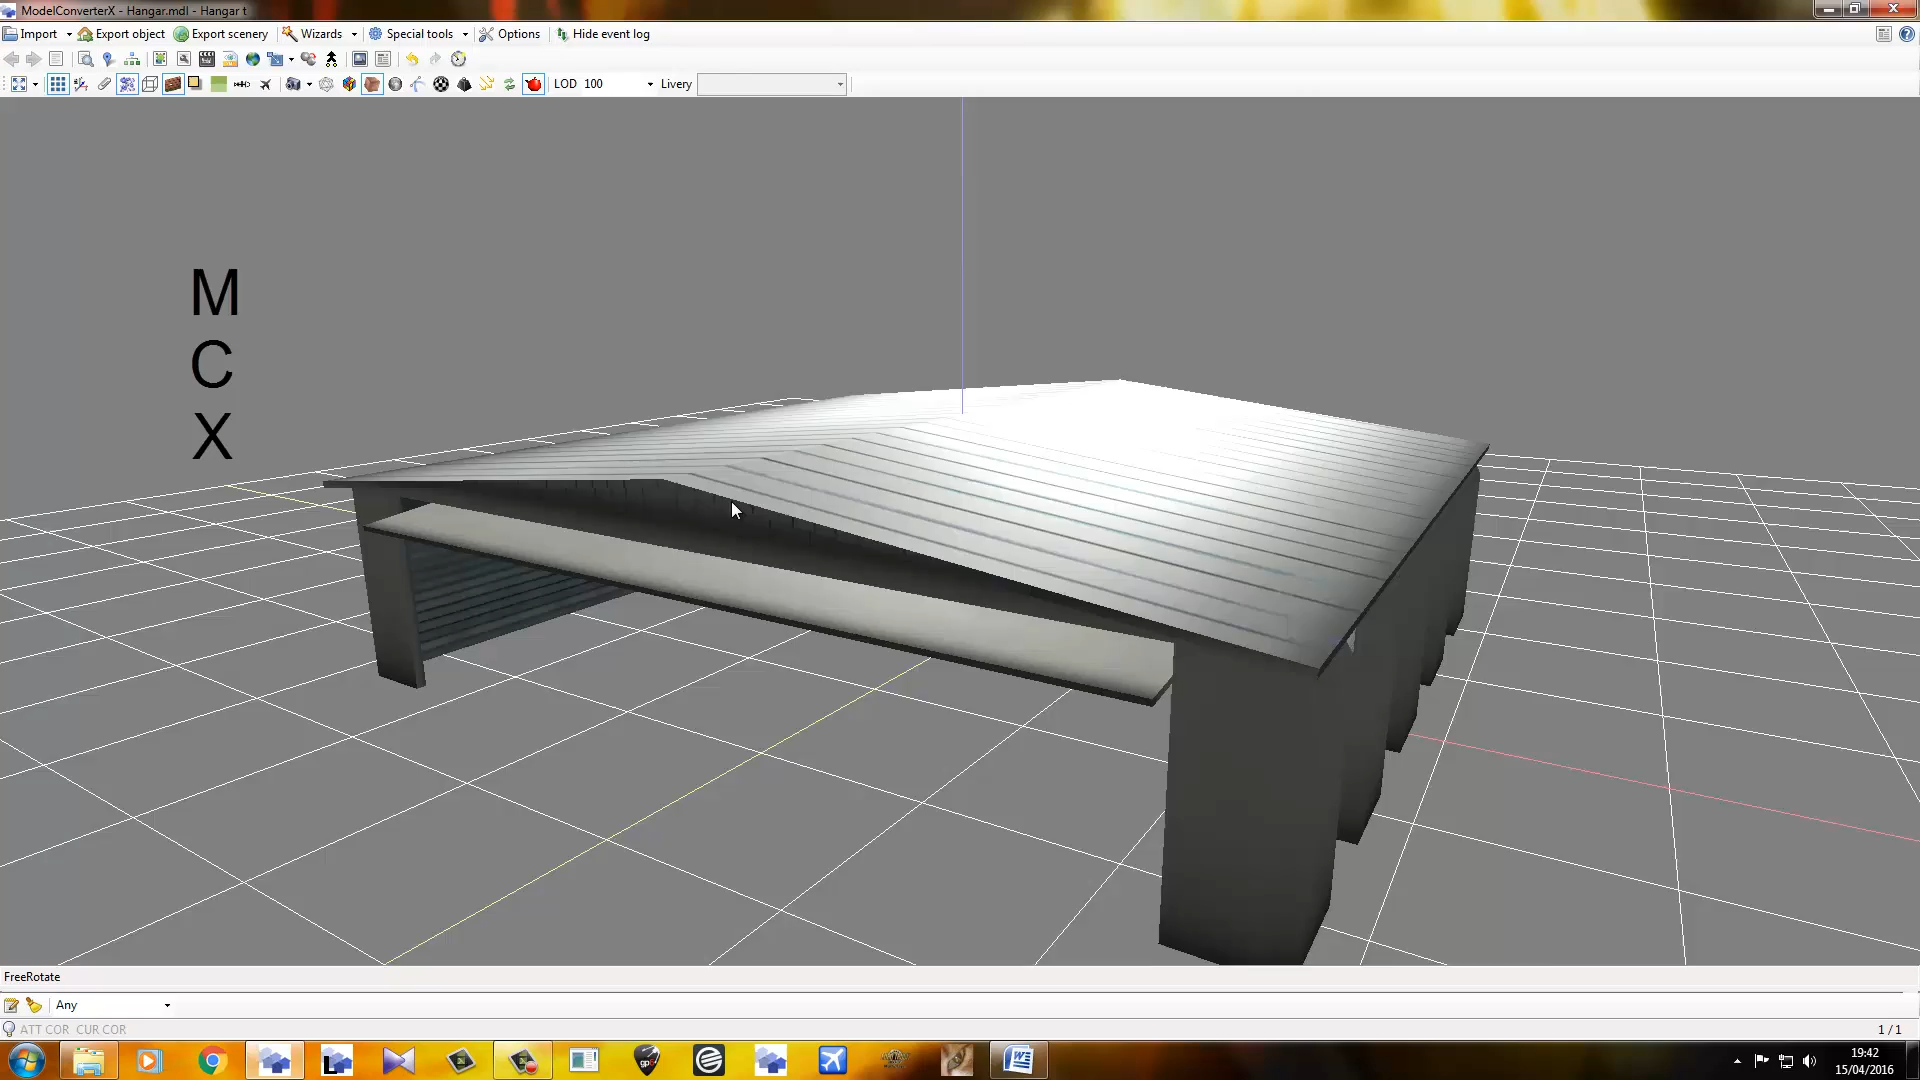 ModelConverterX - Hangar.mdl - Hangar t
Import Export object Export scenery Wizards Special tools Options Hide event log
LOD 100 Livery
M
C
X
FreeRotate
Any
ATT COR CUR COR 1 / 1
19:42
15/04/2016